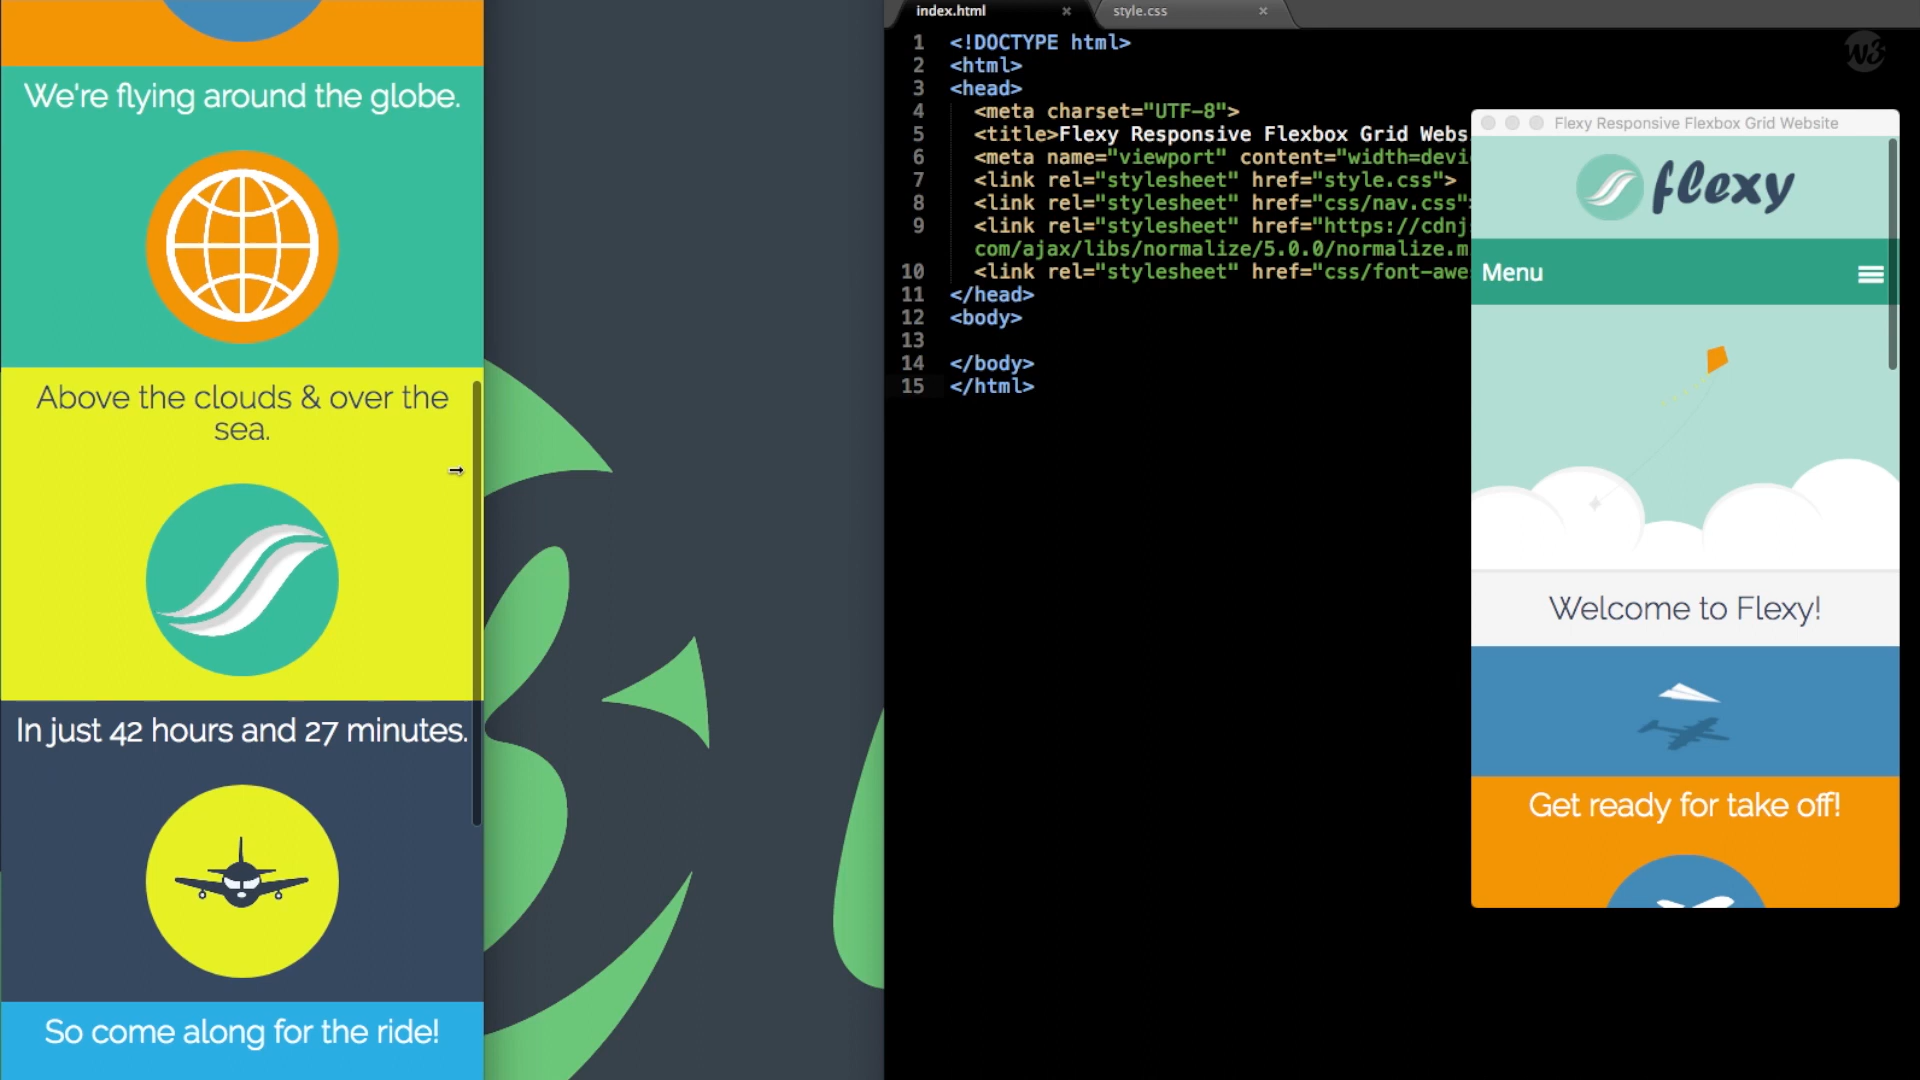 We're flying around the globe.
Above the clouds & over the
sea.
In just 42 hours and 27 minutes.
So come along for the ride!
index.html ×
style.css ×
1 <!DOCTYPE html>
2 <html>
3 <head>
4 <meta charset="UTF-8">
5 <title>Flexy Responsive Flexbox Grid Webs
6 <meta name="viewport" content="width=devi
7 <link rel="stylesheet" href="style.css">
8 <link rel="stylesheet" href="css/nav.css"
9 <link rel="stylesheet" href="https://cdnj
com/ajax/libs/normalize/5.0.0/normalize.m
10 <link rel="stylesheet" href="css/font-awe
11 </head>
12 <body>
13
14 </body>
15 </html>
W3
Flexy Responsive Flexbox Grid Website
flexy
Menu
Welcome to Flexy!
Get ready for take off!